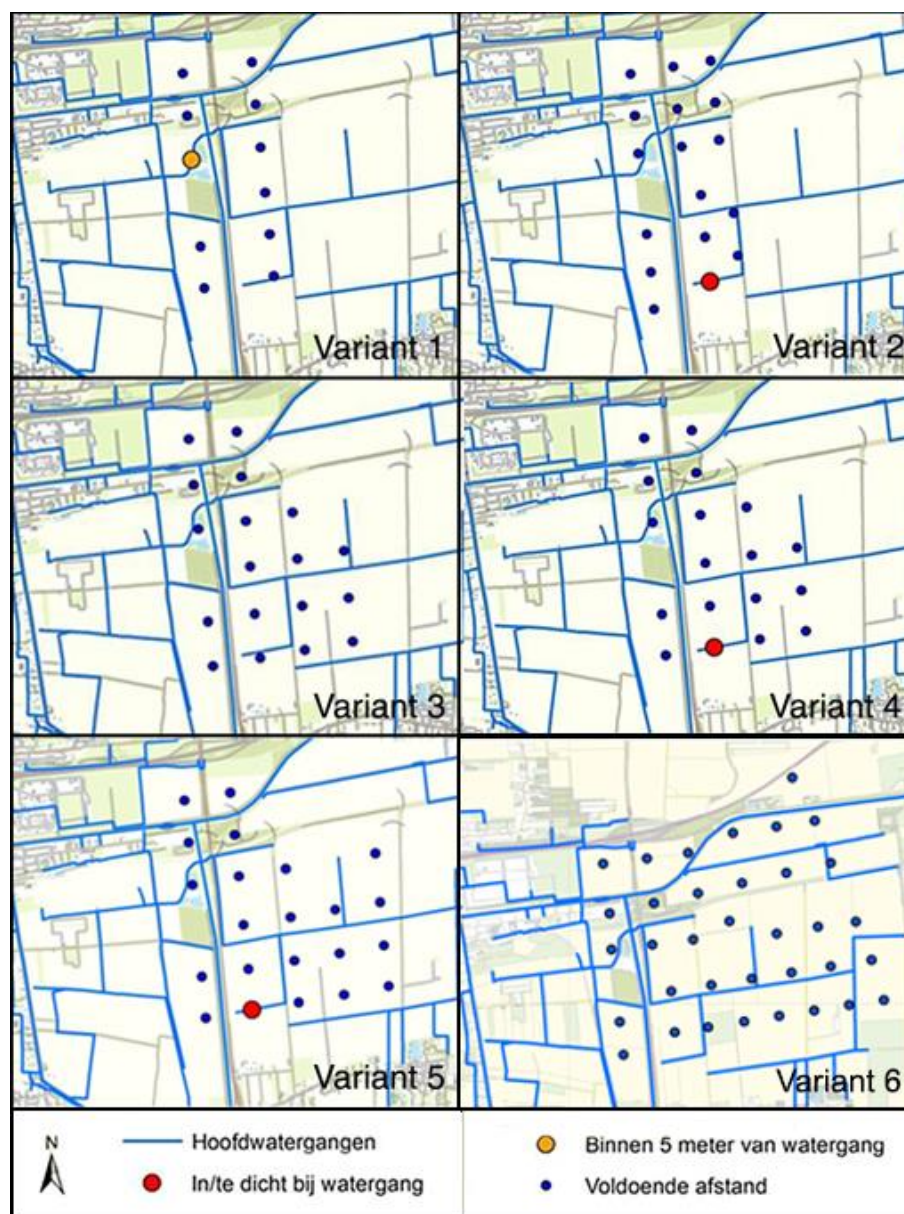 Variant 1
Variant 2
Variant 3
Variant 4
Variant 5
Variant 6
N
Hoofdwatergangen
In/te dicht bij watergang
Binnen 5 meter van watergang
Voldoende afstand